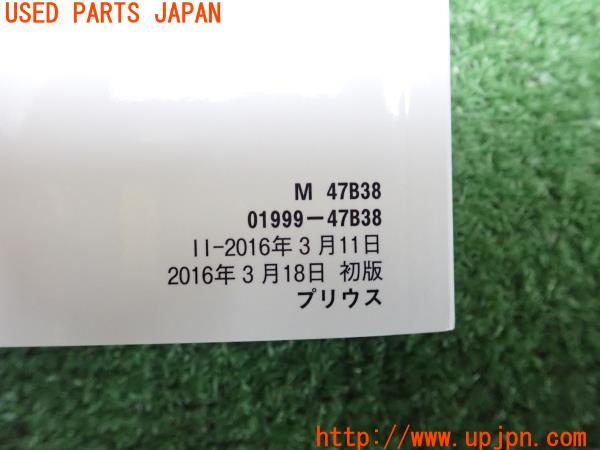 USED PARTS JAPAN
M 47B38
01999-47B38
II-2016年3月11日
2016年3月18日 初版
プリウス
http://www.upjpn.com